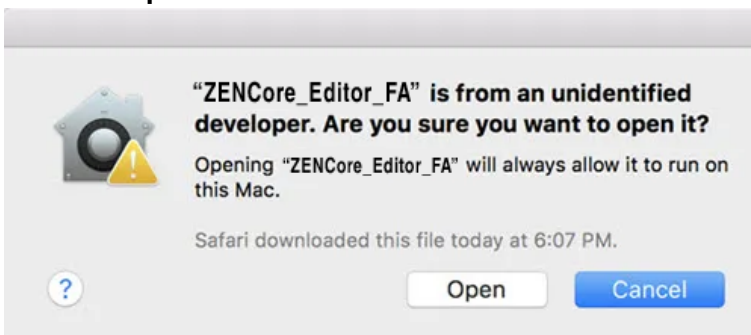 “ZENCore_Editor_FA” is from an unidentified
developer. Are you sure you want to open it?
Opening “ZENCore_Editor_FA” will always allow it to run on
this Mac.
Safari downloaded this file today at 6:07 PM.
?
Open
Cancel